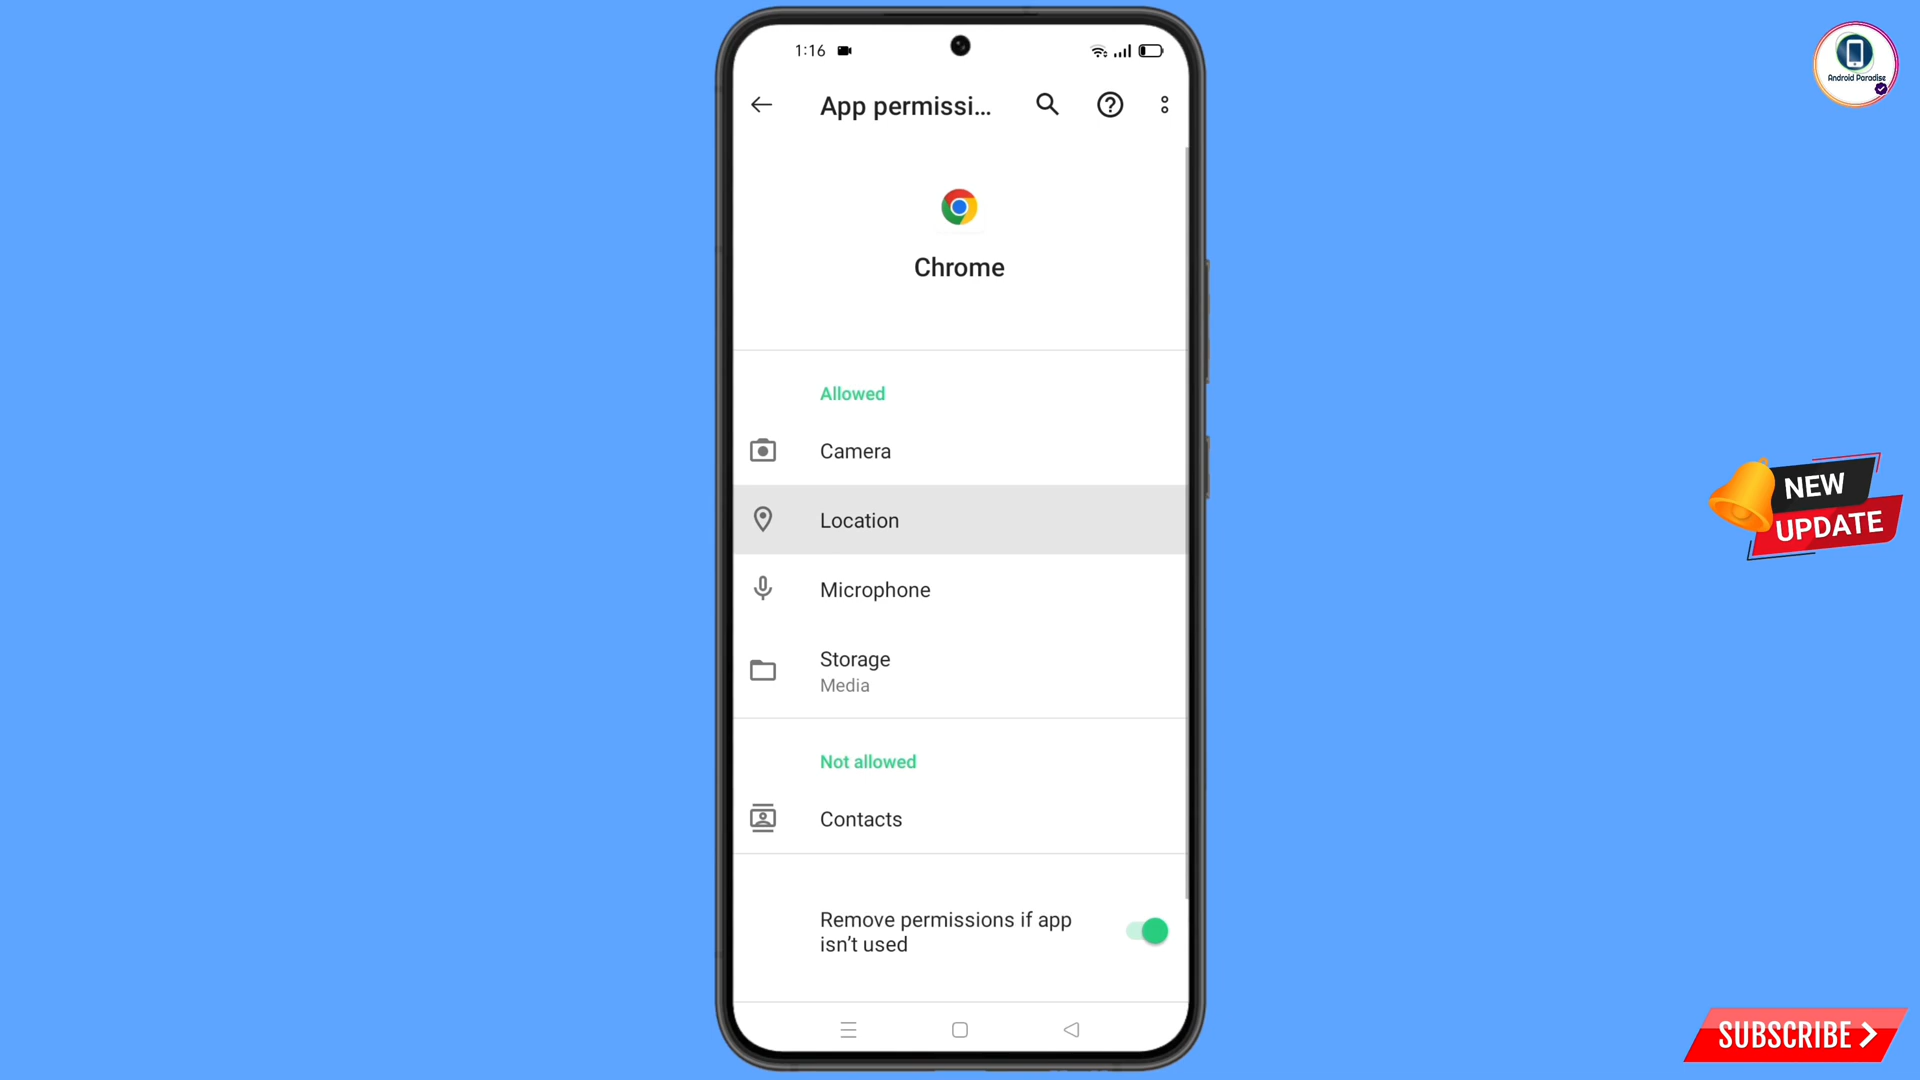 1:16
App permissi...
Android Paradise
Chrome
Allowed
Camera
Location
Microphone
Storage
Media
Not allowed
Contacts
Remove permissions if app
isn't used
NEW
UPDATE
SUBSCRIBE